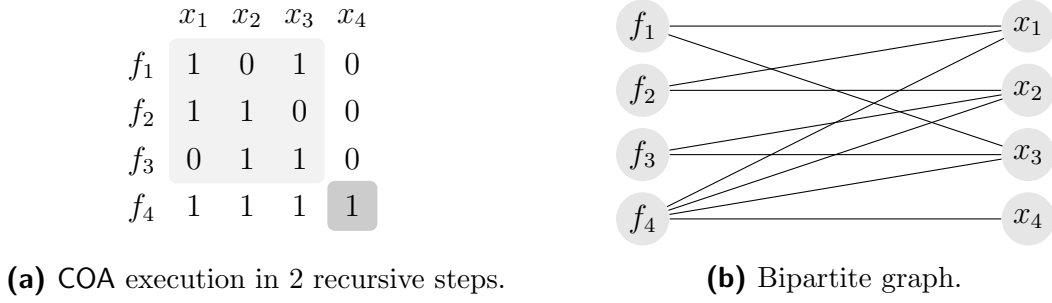 x₁ x₂ x₃ x₄
f₁ 1 0 1 0
f₂ 1 1 0 0
f₃ 0 1 1 0
f₄ 1 1 1 1
(a) COA execution in 2 recursive steps.
f₁ x₁
f₂ x₂
f₃ x₃
f₄ x₄
(b) Bipartite graph.